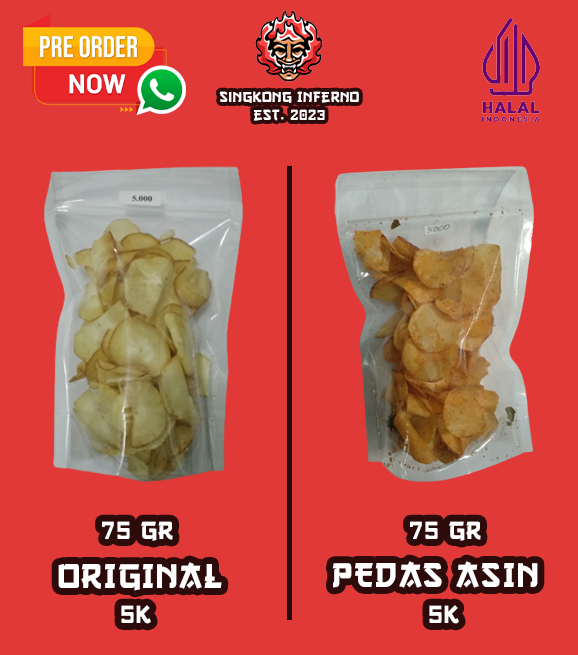 PRE ORDER
NOW
SINGKONG INFERNO
EST. 2023
HALAL
INDONESIA
5.000
5000
75 GR
ORIGINAL
5K
75 GR
PEDAS ASIN
5K